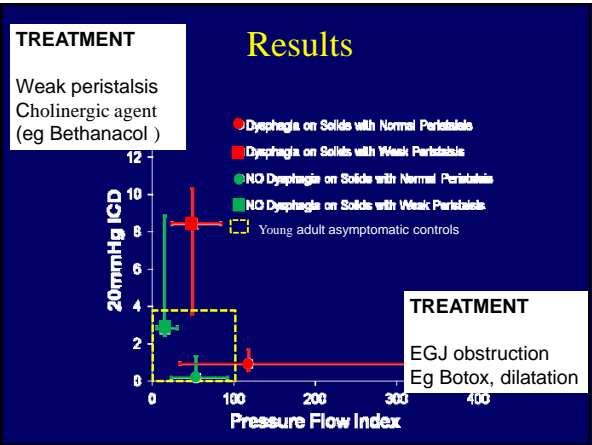 TREATMENT
Weak peristalsis
Cholinergic agent
(eg Bethanacol )
Results
Dysphagia on Solids with Normal Peristalsis
Dysphagia on Solids with Weak Peristalsis
NO Dysphagia on Solids with Normal Peristalsis
NO Dysphagia on Solids with Weak Peristalsis
Young adult asymptomatic controls
20mmHg ICD
12
10
8
6
4
2
0
0
100
200
300
400
Pressure Flow Index
TREATMENT
EGJ obstruction
Eg Botox, dilatation